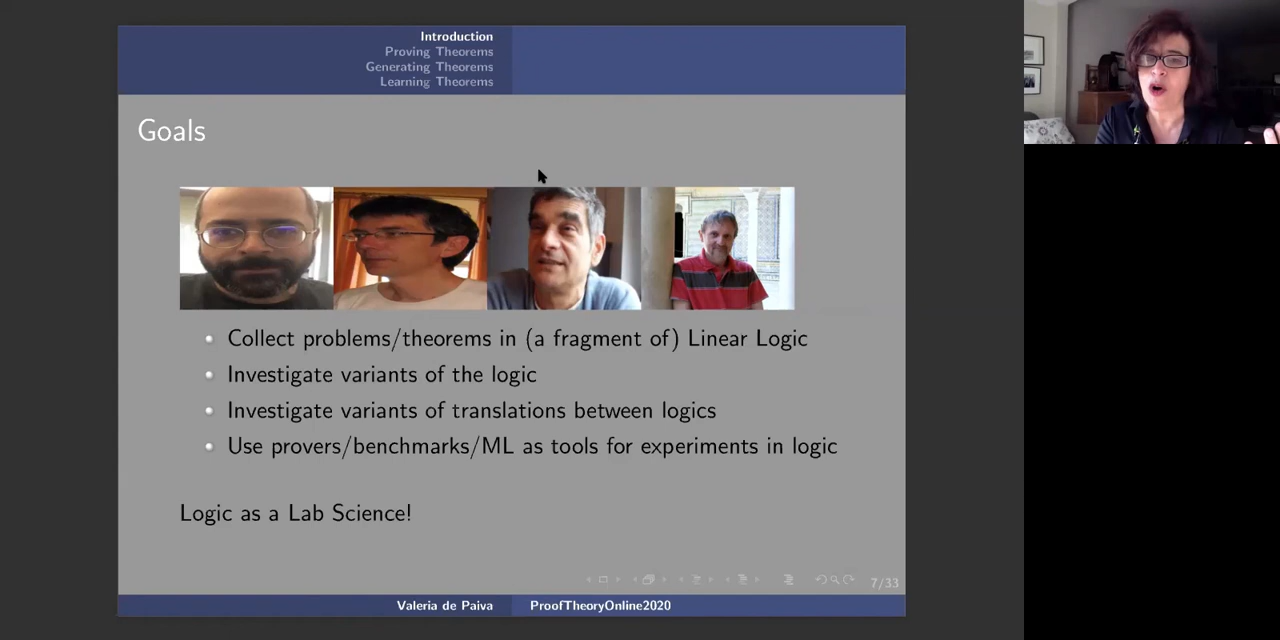 Introduction
Proving Theorems
Generating Theorems
Learning Theorems
Goals
Collect problems/theorems in (a fragment of) Linear Logic
Investigate variants of the logic
Investigate variants of translations between logics
Use provers/benchmarks/ML as tools for experiments in logic
Logic as a Lab Science!
7/33
Valeria de Paiva ProofTheoryOnline2020